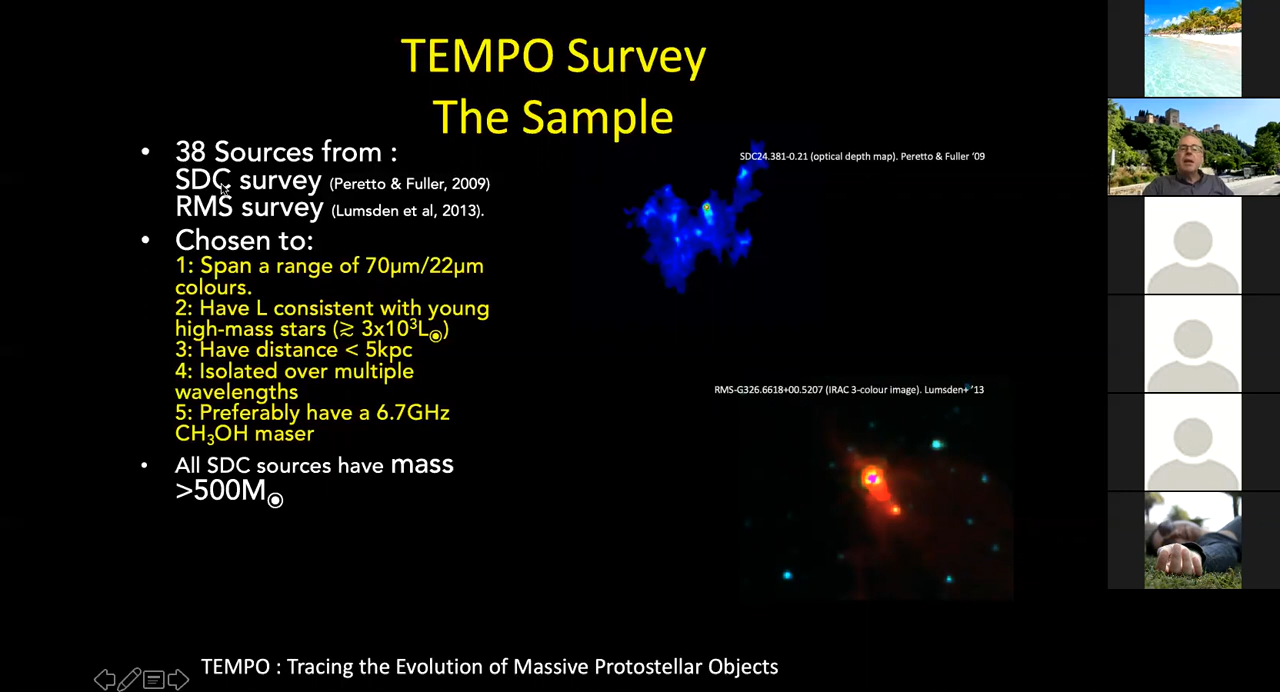 TEMPO Survey
The Sample
• 38 Sources from :
SDC survey (Peretto & Fuller, 2009)
RMS survey (Lumsden et al, 2013).
• Chosen to:
1: Span a range of 70µm/22µm
colours.
2: Have L consistent with young
high-mass stars (≳ 3x10³L☉)
3: Have distance < 5kpc
4: Isolated over multiple
wavelengths
5: Preferably have a 6.7GHz
CH₃OH maser
• All SDC sources have mass
>500M☉
SDC24.381-0.21 (optical depth map). Peretto & Fuller ‘09
RMS-G326.6618+00.5207 (IRAC 3-colour image). Lumsden+ ‘13
TEMPO : Tracing the Evolution of Massive Protostellar Objects